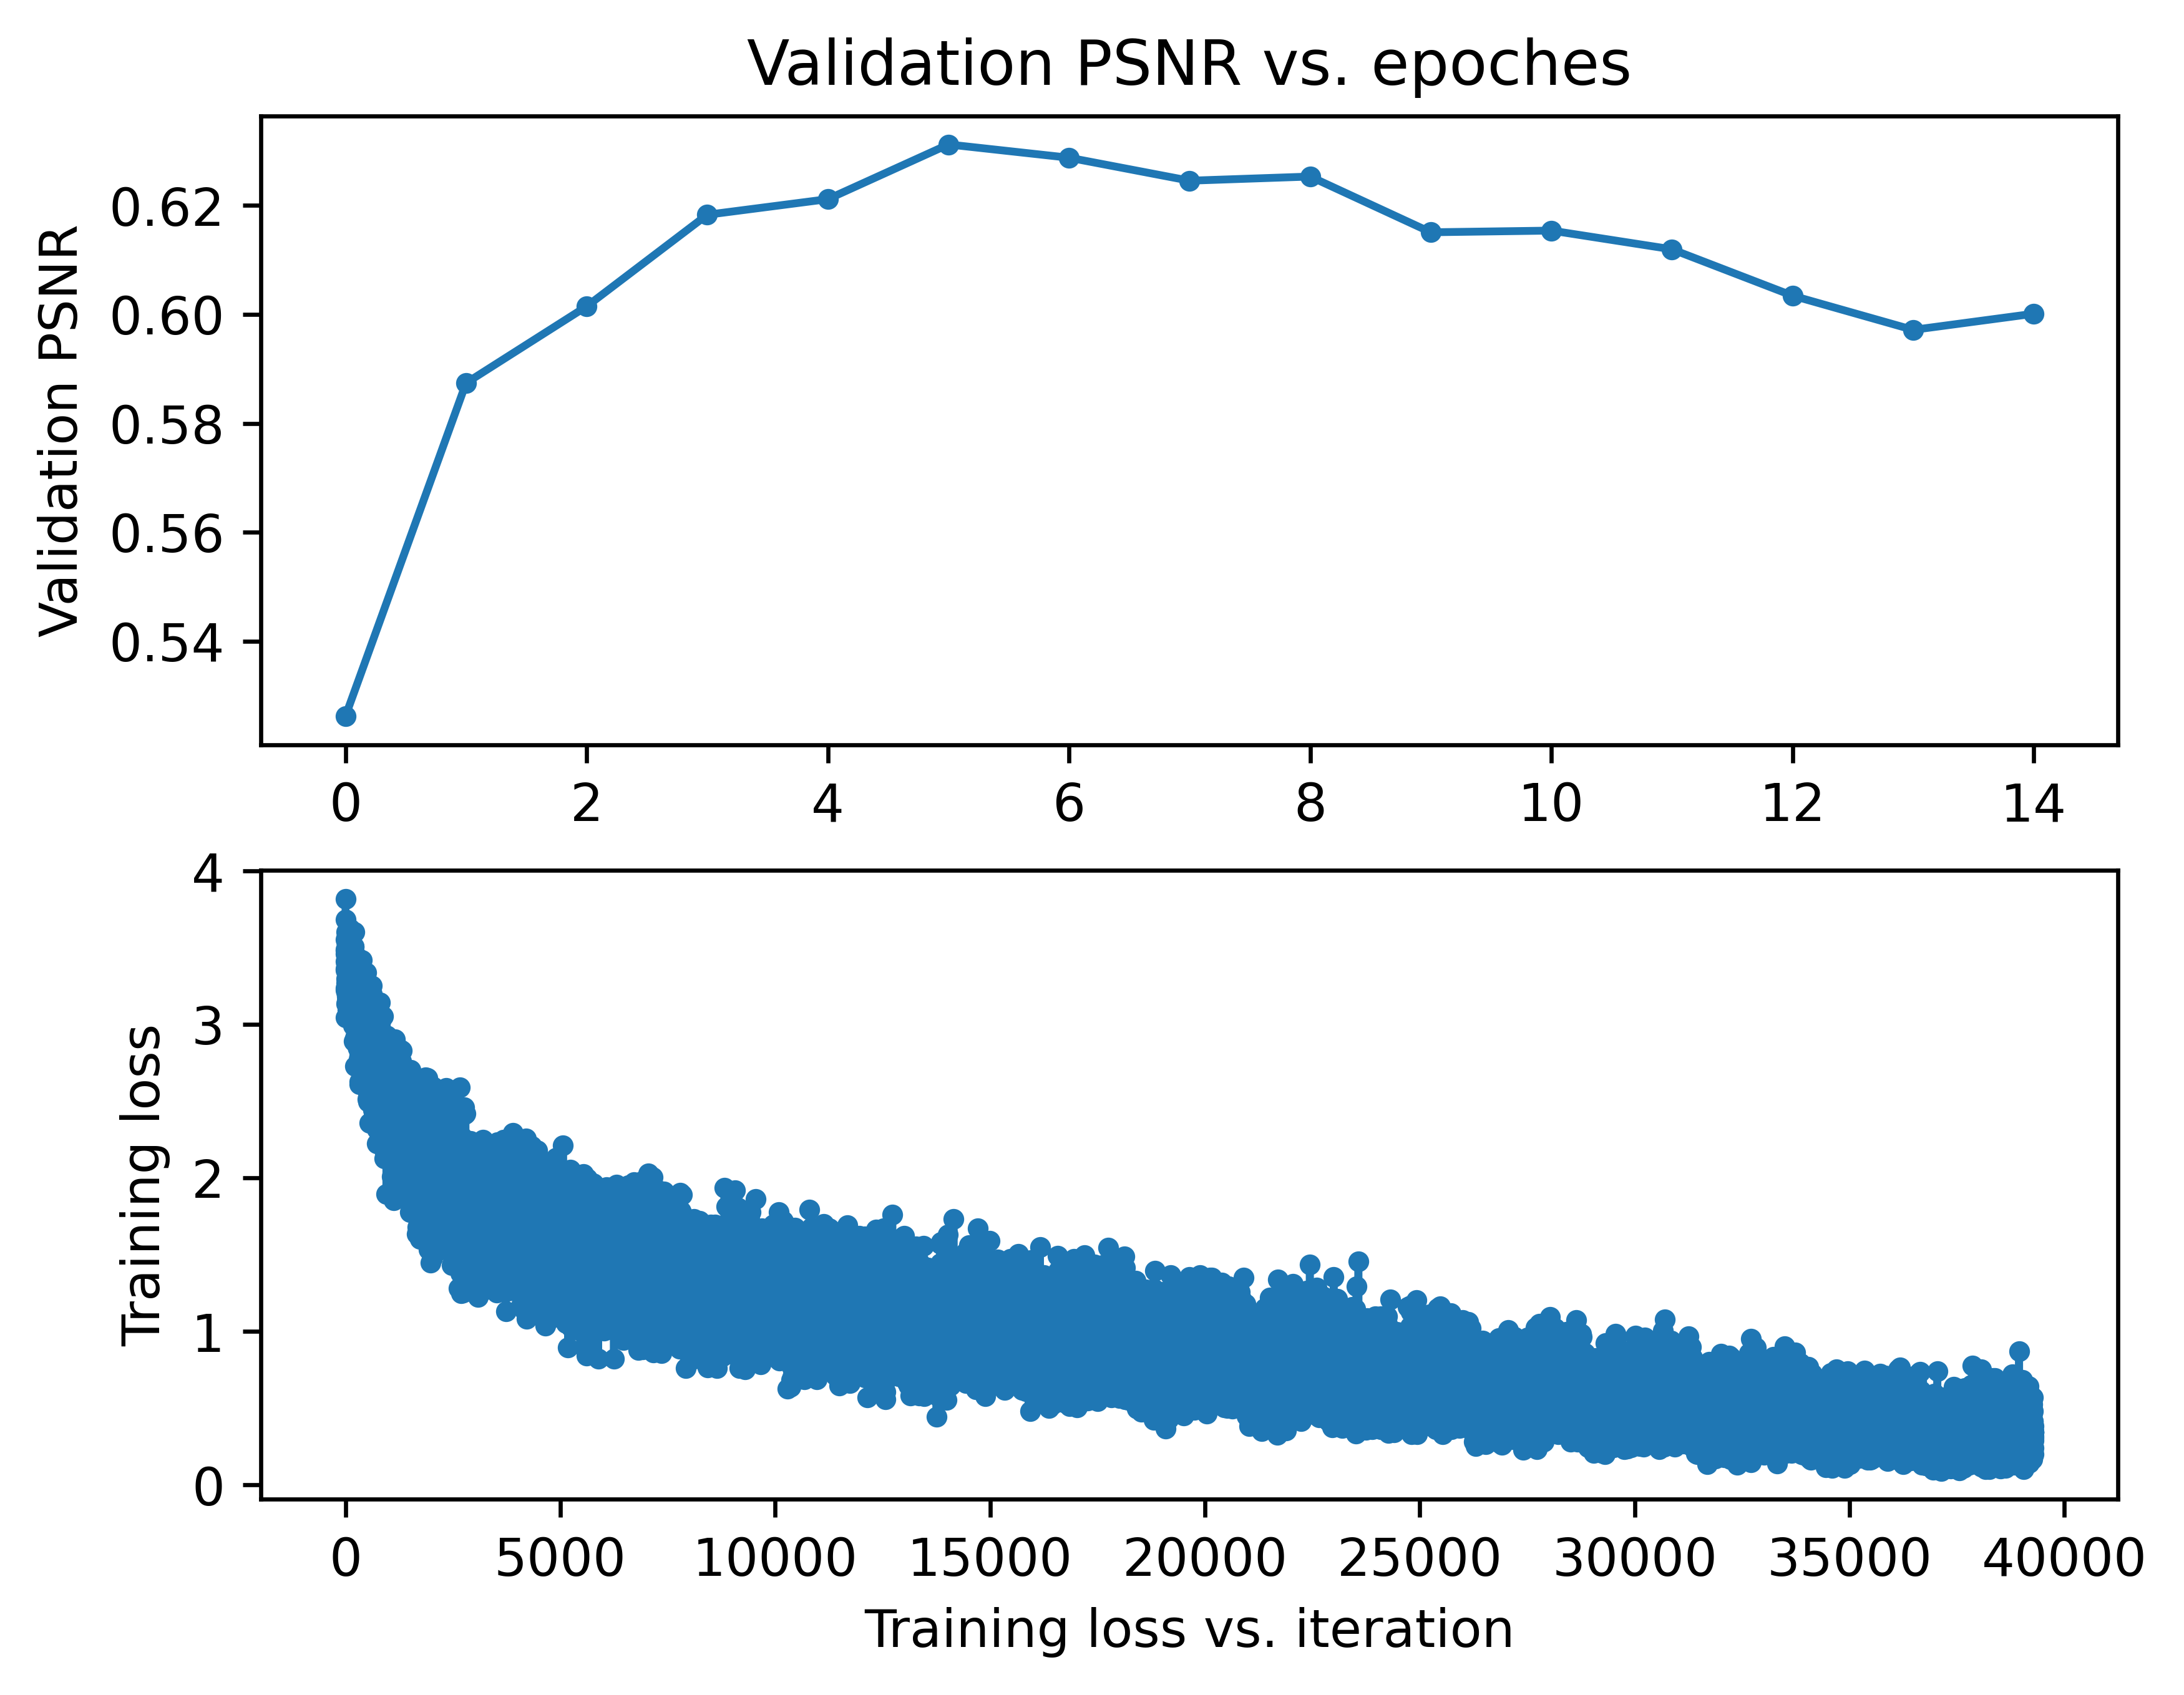 Validation PSNR vs. epoches
Validation PSNR
0.62
0.60
0.58
0.56
0.54
0 2 4 6 8 10 12 14
Training loss
4
3
2
1
0
0 5000 10000 15000 20000 25000 30000 35000 40000
Training loss vs. iteration